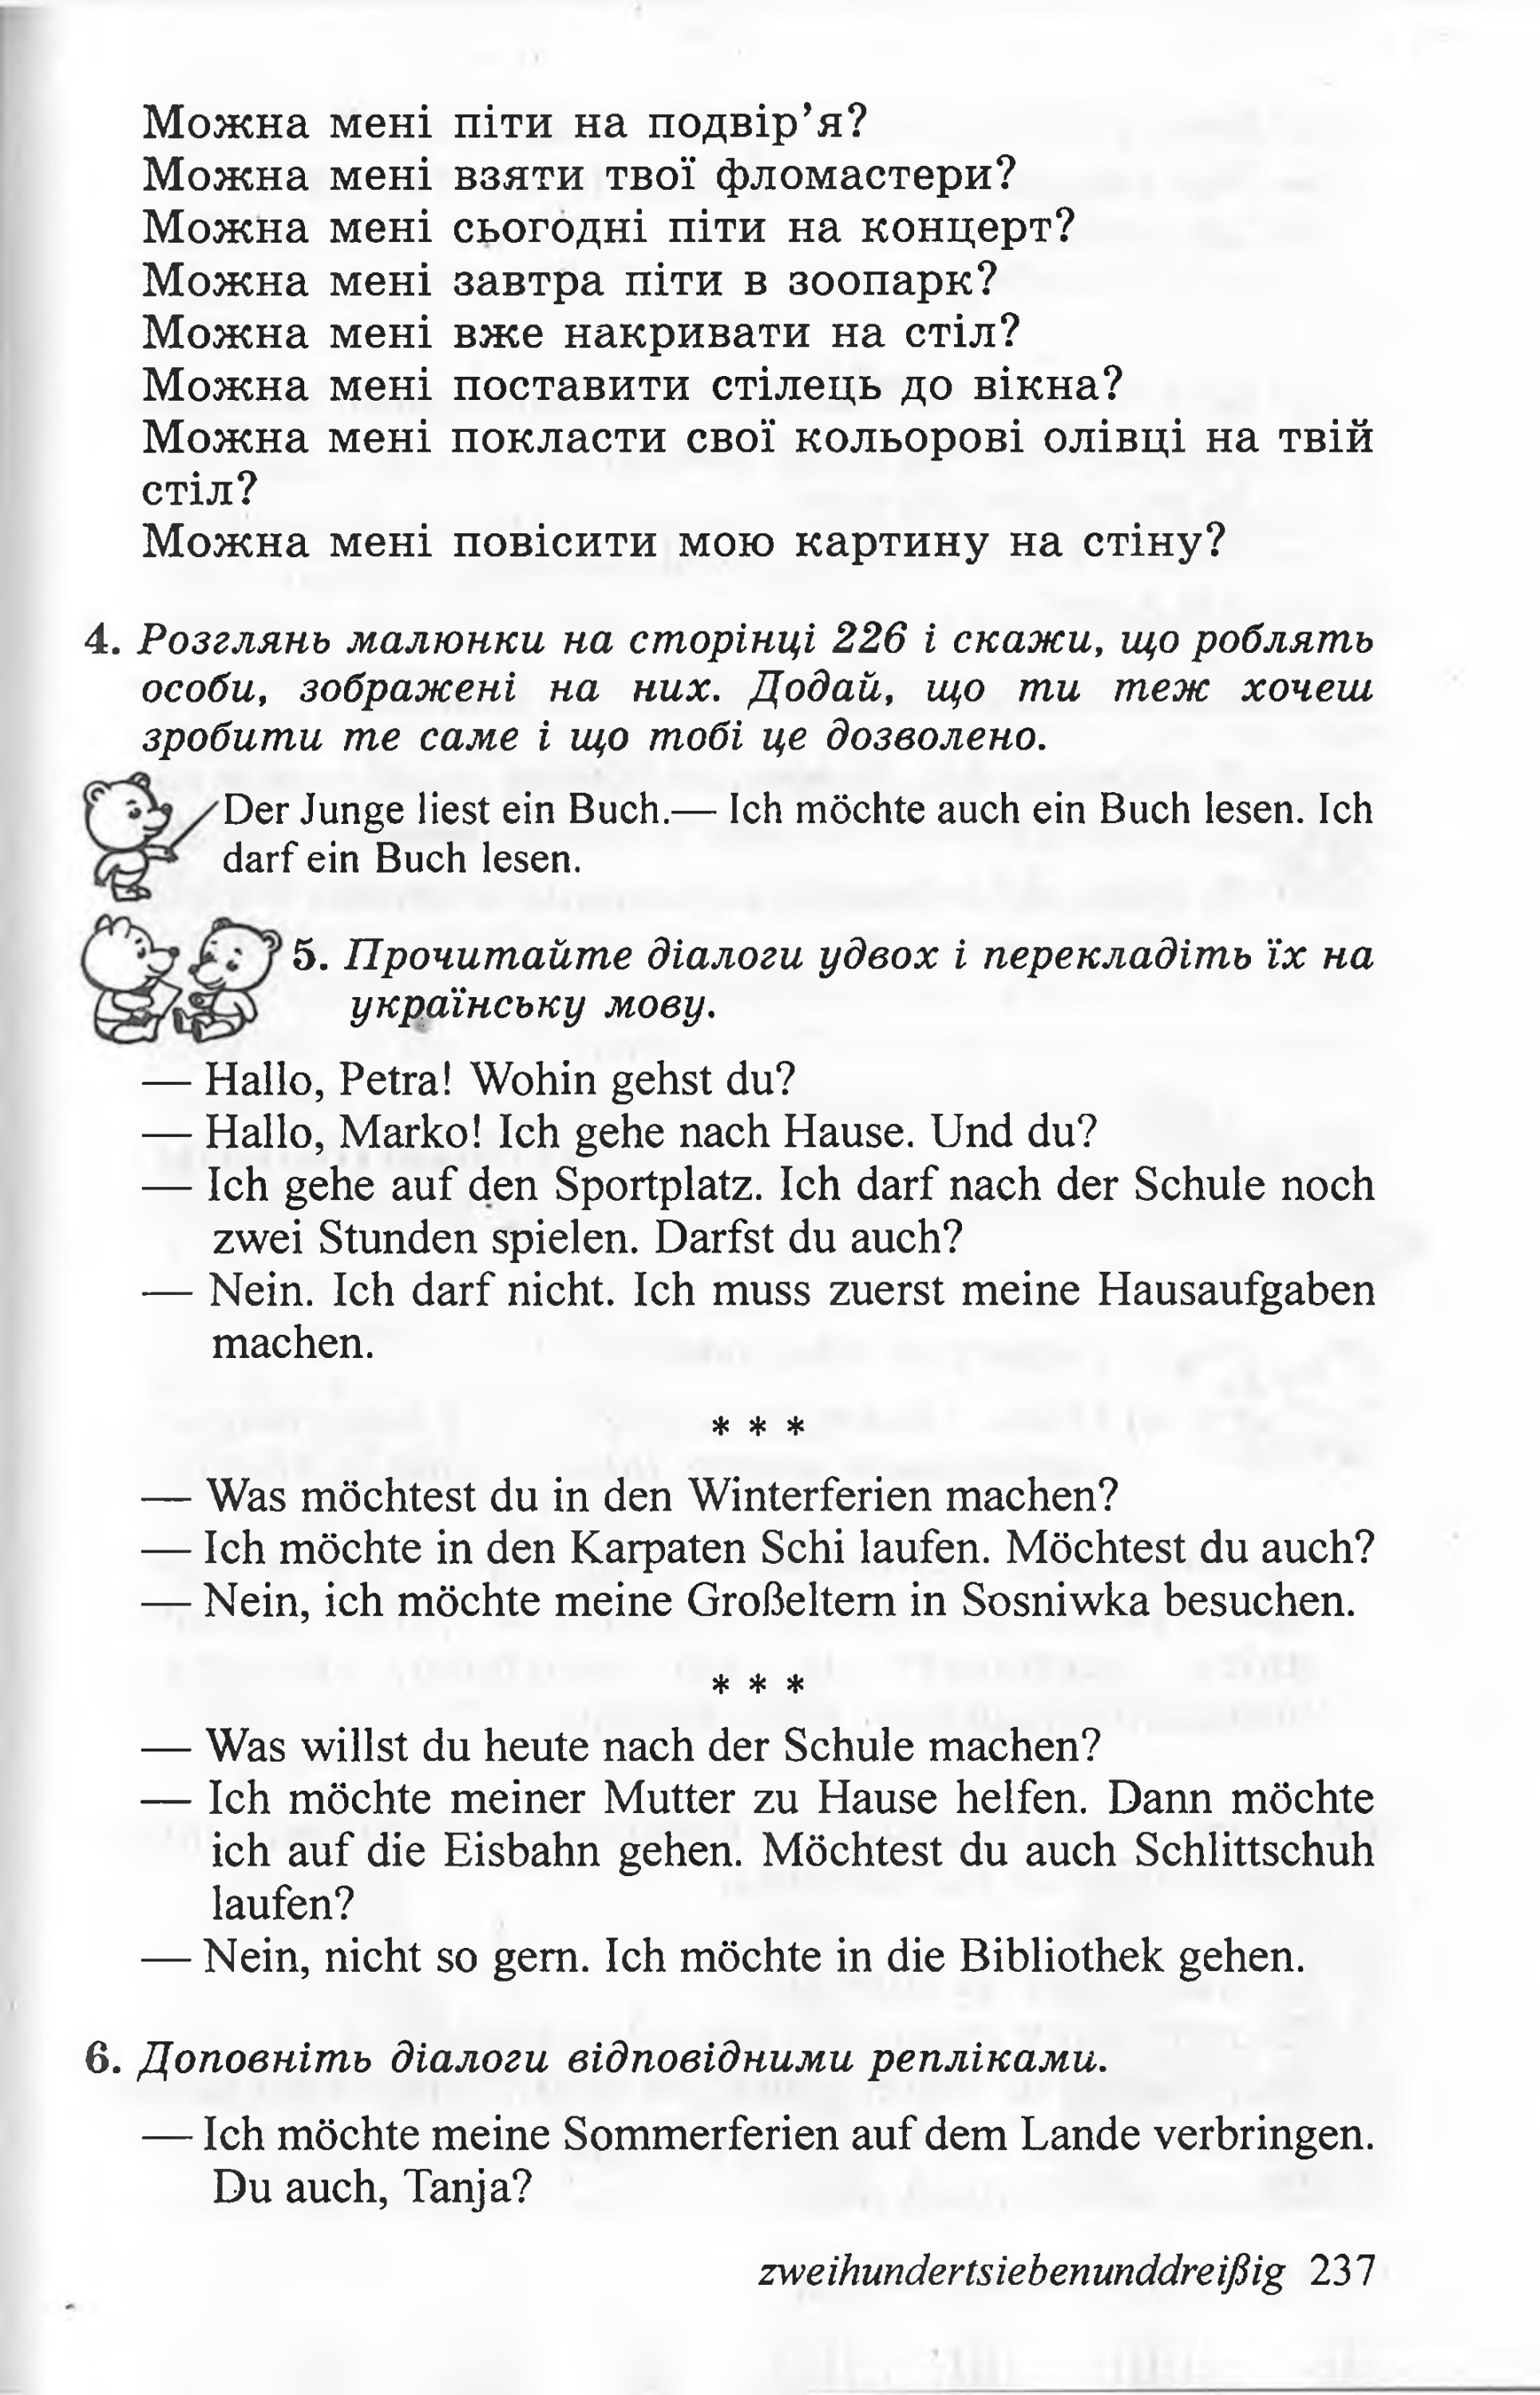 Можна мені піти на подвір’я?
Можна мені взяти твої фломастери?
Можна мені сьогодні піти на концерт?
Можна мені завтра піти в зоопарк?
Можна мені вже накривати на стіл?
Можна мені поставити стілець до вікна?
Можна мені покласти свої кольорові олівці на твій
стіл?
Можна мені повісити мою картину на стіну?
4. Розглянь малюнки на сторінці 226 і скажи, що роблять
особи, зображені на них. Додай, що ти теж хочеш
зробити те саме і що тобі це дозволено.
Der Junge liest ein Buch.— Ich möchte auch ein Buch lesen. Ich
darf ein Buch lesen.
5. Прочитайте діалоги удвох і перекладіть їх на
українську мову.
— Hallo, Petra! Wohin gehst du?
— Hallo, Marko! Ich gehe nach Hause. Und du?
— Ich gehe auf den Sportplatz. Ich darf nach der Schule noch
zwei Stunden spielen. Darfst du auch?
— Nein. Ich darf nicht. Ich muss zuerst meine Hausaufgaben
machen.
* * *
— Was möchtest du in den Winterferien machen?
— Ich möchte in den Karpaten Schi laufen. Möchtest du auch?
— Nein, ich möchte meine Großeltern in Sosniwka besuchen.
* * *
— Was willst du heute nach der Schule machen?
— Ich möchte meiner Mutter zu Hause helfen. Dann möchte
ich auf die Eisbahn gehen. Möchtest du auch Schlittschuh
laufen?
— Nein, nicht so gern. Ich möchte in die Bibliothek gehen.
6. Доповніть діалоги відповідними репліками.
— Ich möchte meine Sommerferien auf dem Lande verbringen.
Du auch, Tanja?
zweihundertsiebenunddreißig 237